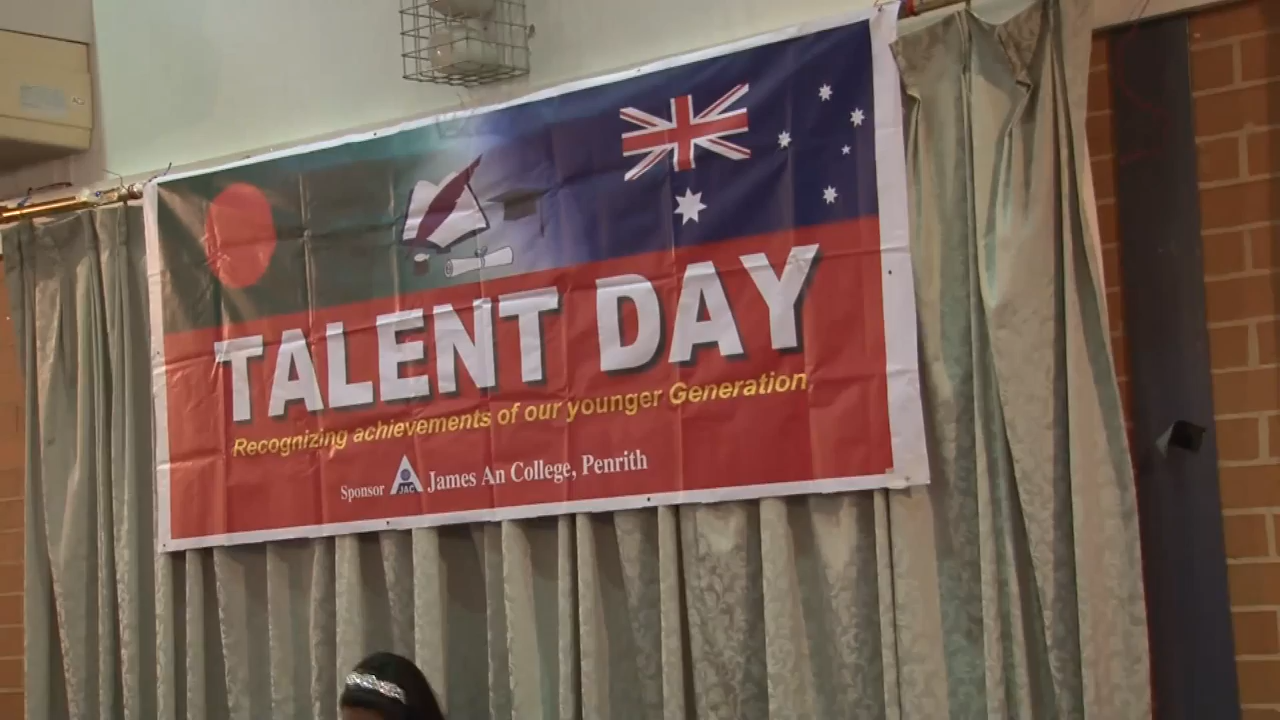 TALENT DAY
Recognizing achievements of our younger Generation
Sponsor JAC James An College, Penrith